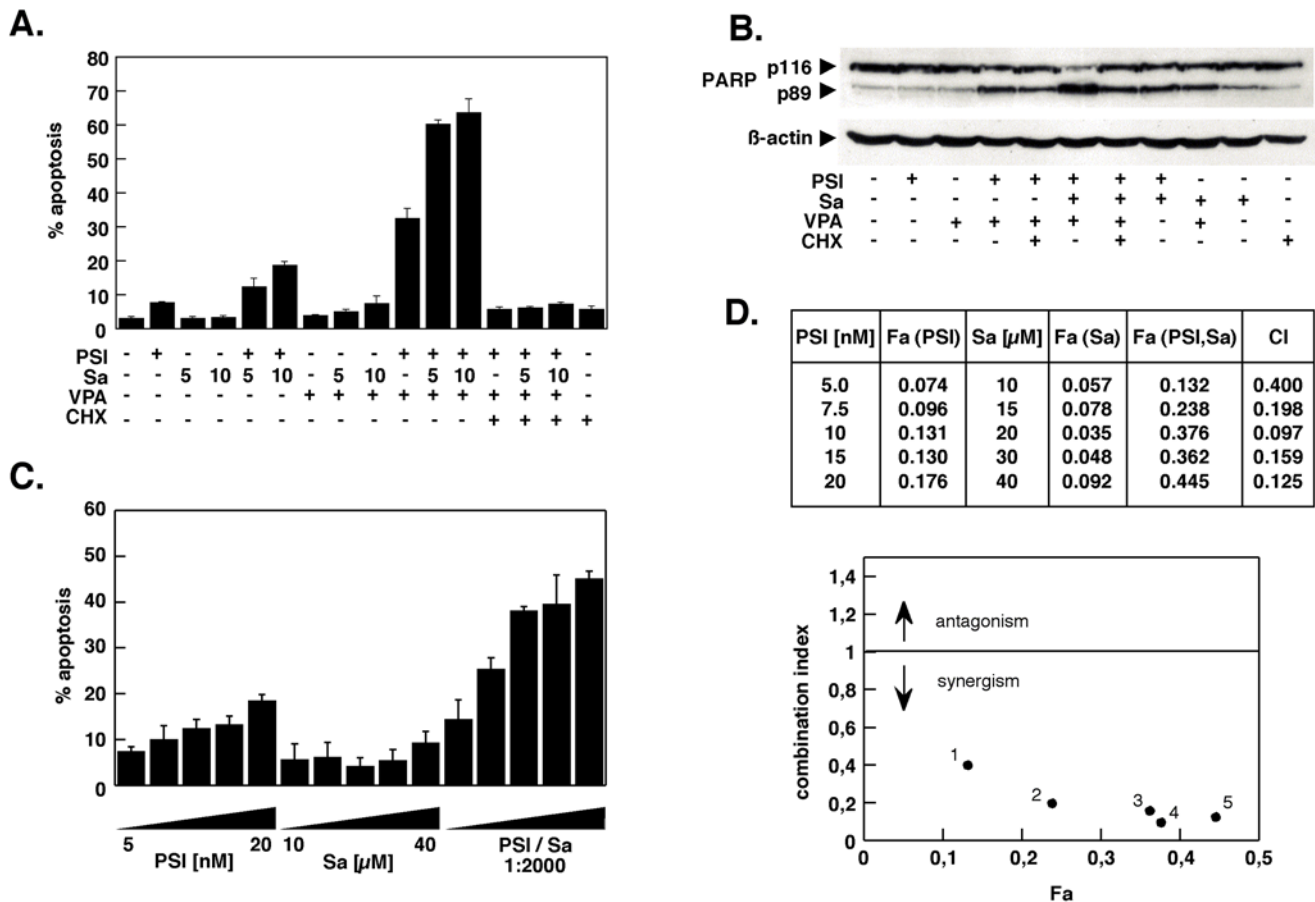 A.
80
70
60
50
40
30
20
10
0
% apoptosis
PSI - + - - + + - - - + + + + + + -
Sa - - 5 10 5 10 - 5 10 - 5 10 - 5 10 -
VPA - - - - - - + + + + + + + + + -
CHX - - - - - - - - - - - - + + + +
B.
PARP
p116
p89
ß-actin
PSI - + - + + + + + - - -
Sa - - - - - + + + + + -
VPA - - + + + + + - + - -
CHX - - - - + - + - - - +
C.
60
50
40
30
20
10
0
% apoptosis
5 20 10 40 PSI / Sa
PSI [nM] Sa [µM] 1:2000
D.
PSI [nM] Fa (PSI) Sa [µM] Fa (Sa) Fa (PSI,Sa) CI
5.0 0.074 10 0.057 0.132 0.400
7.5 0.096 15 0.078 0.238 0.198
10 0.131 20 0.035 0.376 0.097
15 0.130 30 0.048 0.362 0.159
20 0.176 40 0.092 0.445 0.125
combination index
1,4
1,2
1
0,8
0,6
0,4
0,2
0
antagonism
synergism
1
2
3
4
5
0 0,1 0,2 0,3 0,4 0,5
Fa